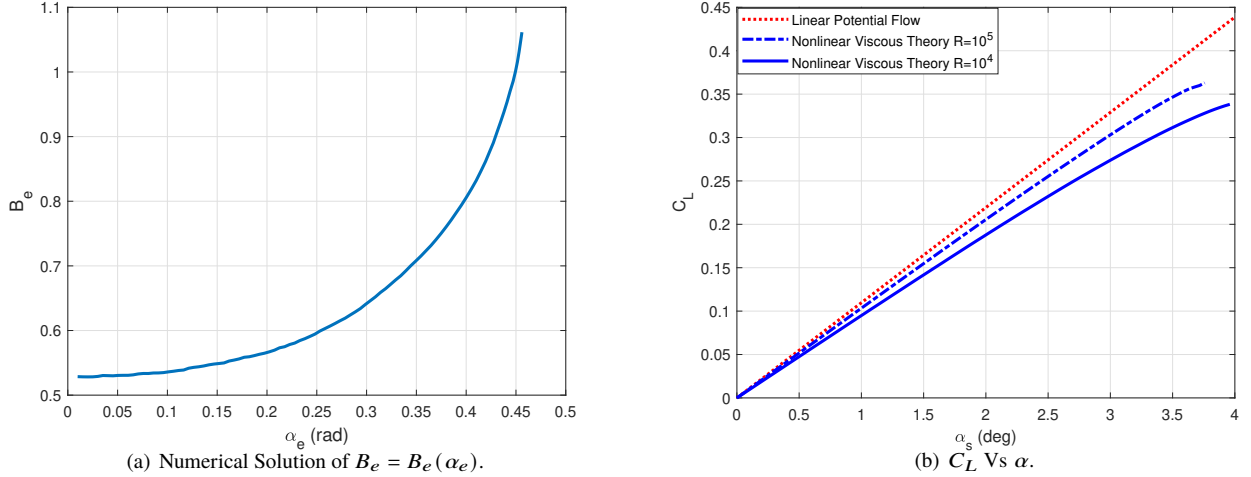 1.1
1
0.9
0.8
0.7
0.6
0.5
B_e
0 0.05 0.1 0.15 0.2 0.25 0.3 0.35 0.4 0.45 0.5
α_e (rad)
(a) Numerical Solution of B_e = B_e(α_e).
0.45
0.4
0.35
0.3
0.25
0.2
0.15
0.1
0.05
0
C_L
Linear Potential Flow
Nonlinear Viscous Theory R=10^5
Nonlinear Viscous Theory R=10^4
0 0.5 1 1.5 2 2.5 3 3.5 4
α_s (deg)
(b) C_L Vs α.